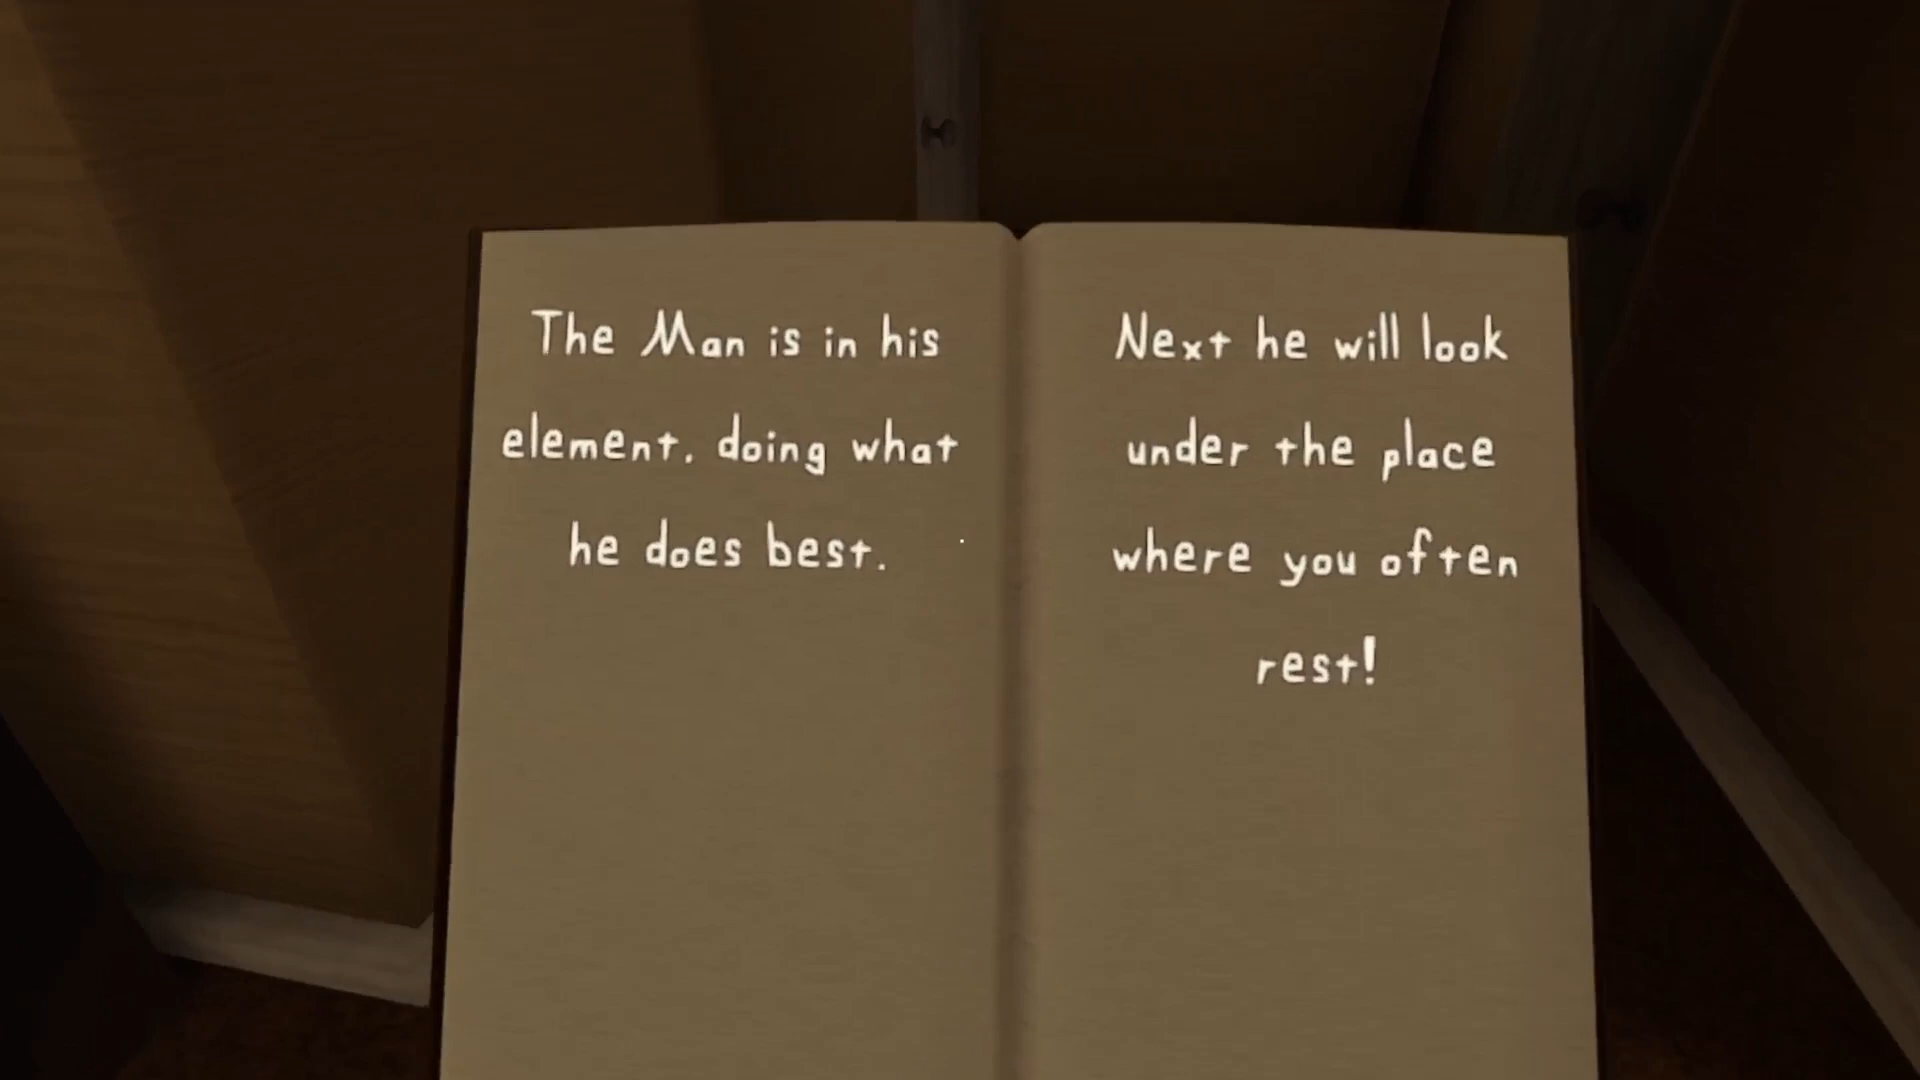 The Man is in his
element. doing what
he does best.
Next he will look
under the place
where you often
rest!